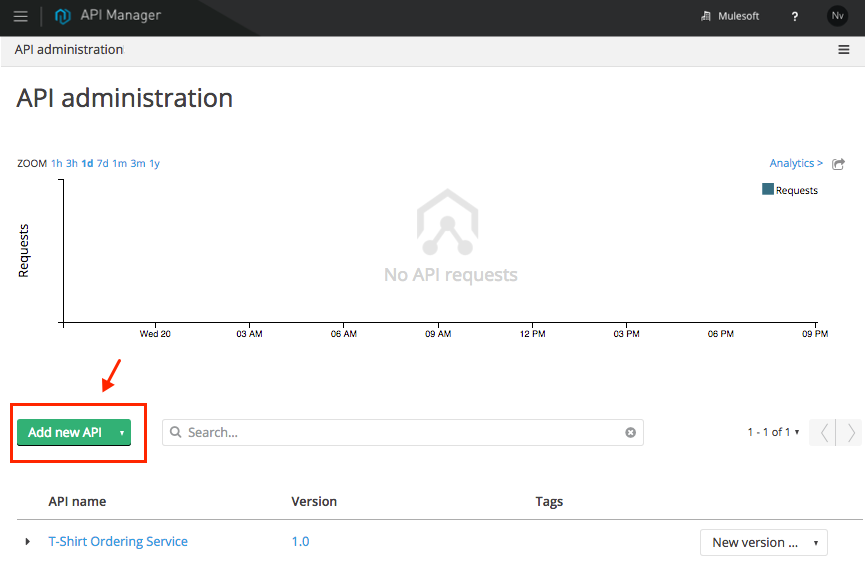 API Manager
Mulesoft ? Nv
API administration
API administration
ZOOM 1h 3h 1d 7d 1m 3m 1y
Analytics >
Requests
Requests
No API requests
Wed 20 03 AM 06 AM 09 AM 12 PM 03 PM 06 PM 09 PM
Add new API
Search...
1 - 1 of 1
API name Version Tags
T-Shirt Ordering Service 1.0 New version ...